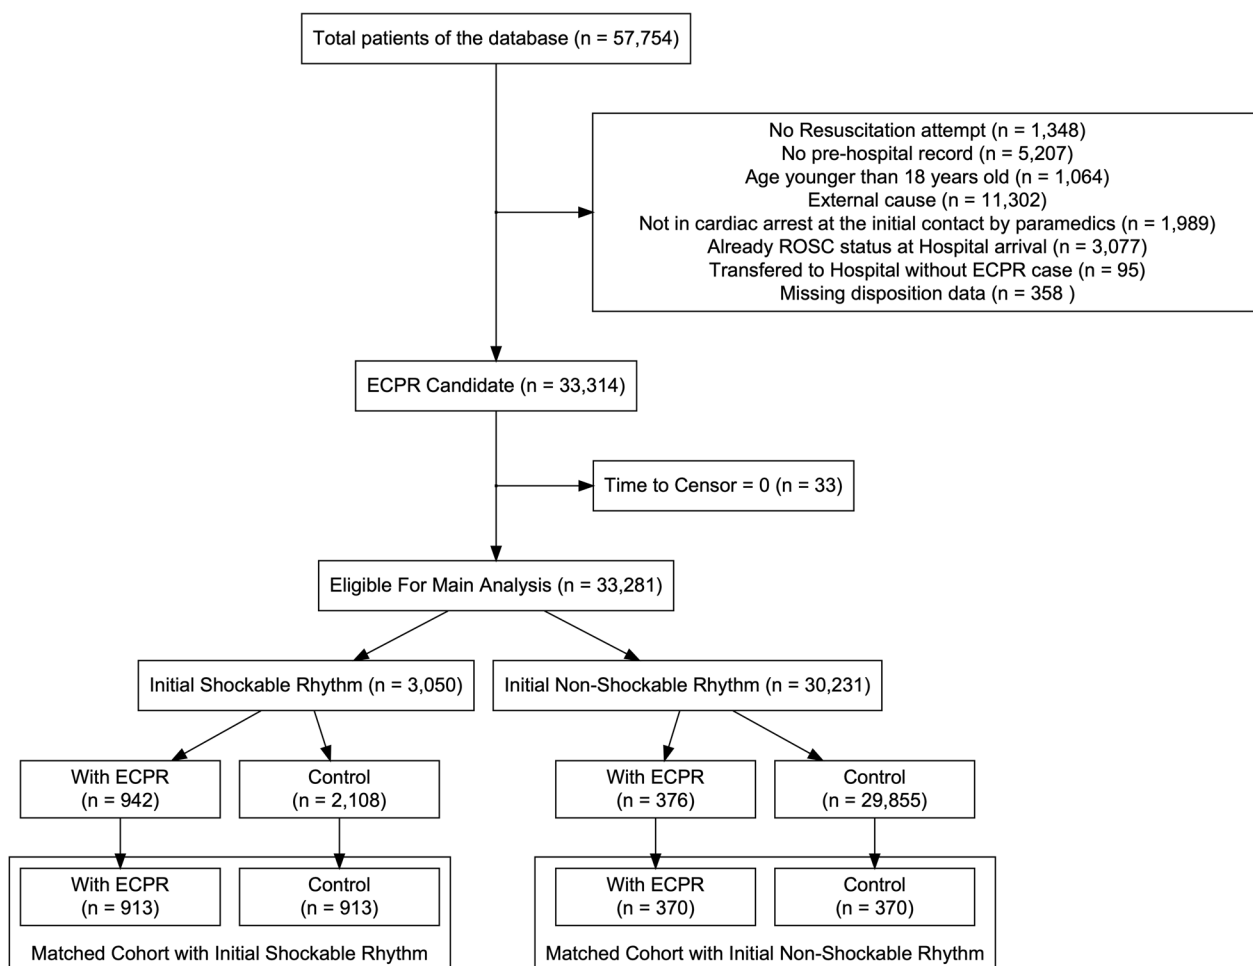 Total patients of the database (n = 57,754)
No Resuscitation attempt (n = 1,348)
No pre-hospital record (n = 5,207)
Age younger than 18 years old (n = 1,064)
External cause (n = 11,302)
Not in cardiac arrest at the initial contact by paramedics (n = 1,989)
Already ROSC status at Hospital arrival (n = 3,077)
Transfered to Hospital without ECPR case (n = 95)
Missing disposition data (n = 358 )
ECPR Candidate (n = 33,314)
Time to Censor = 0 (n = 33)
Eligible For Main Analysis (n = 33,281)
Initial Shockable Rhythm (n = 3,050)
Initial Non-Shockable Rhythm (n = 30,231)
With ECPR
(n = 942)
Control
(n = 2,108)
With ECPR
(n = 376)
Control
(n = 29,855)
With ECPR
(n = 913)
Control
(n = 913)
With ECPR
(n = 370)
Control
(n = 370)
Matched Cohort with Initial Shockable Rhythm
Matched Cohort with Initial Non-Shockable Rhythm